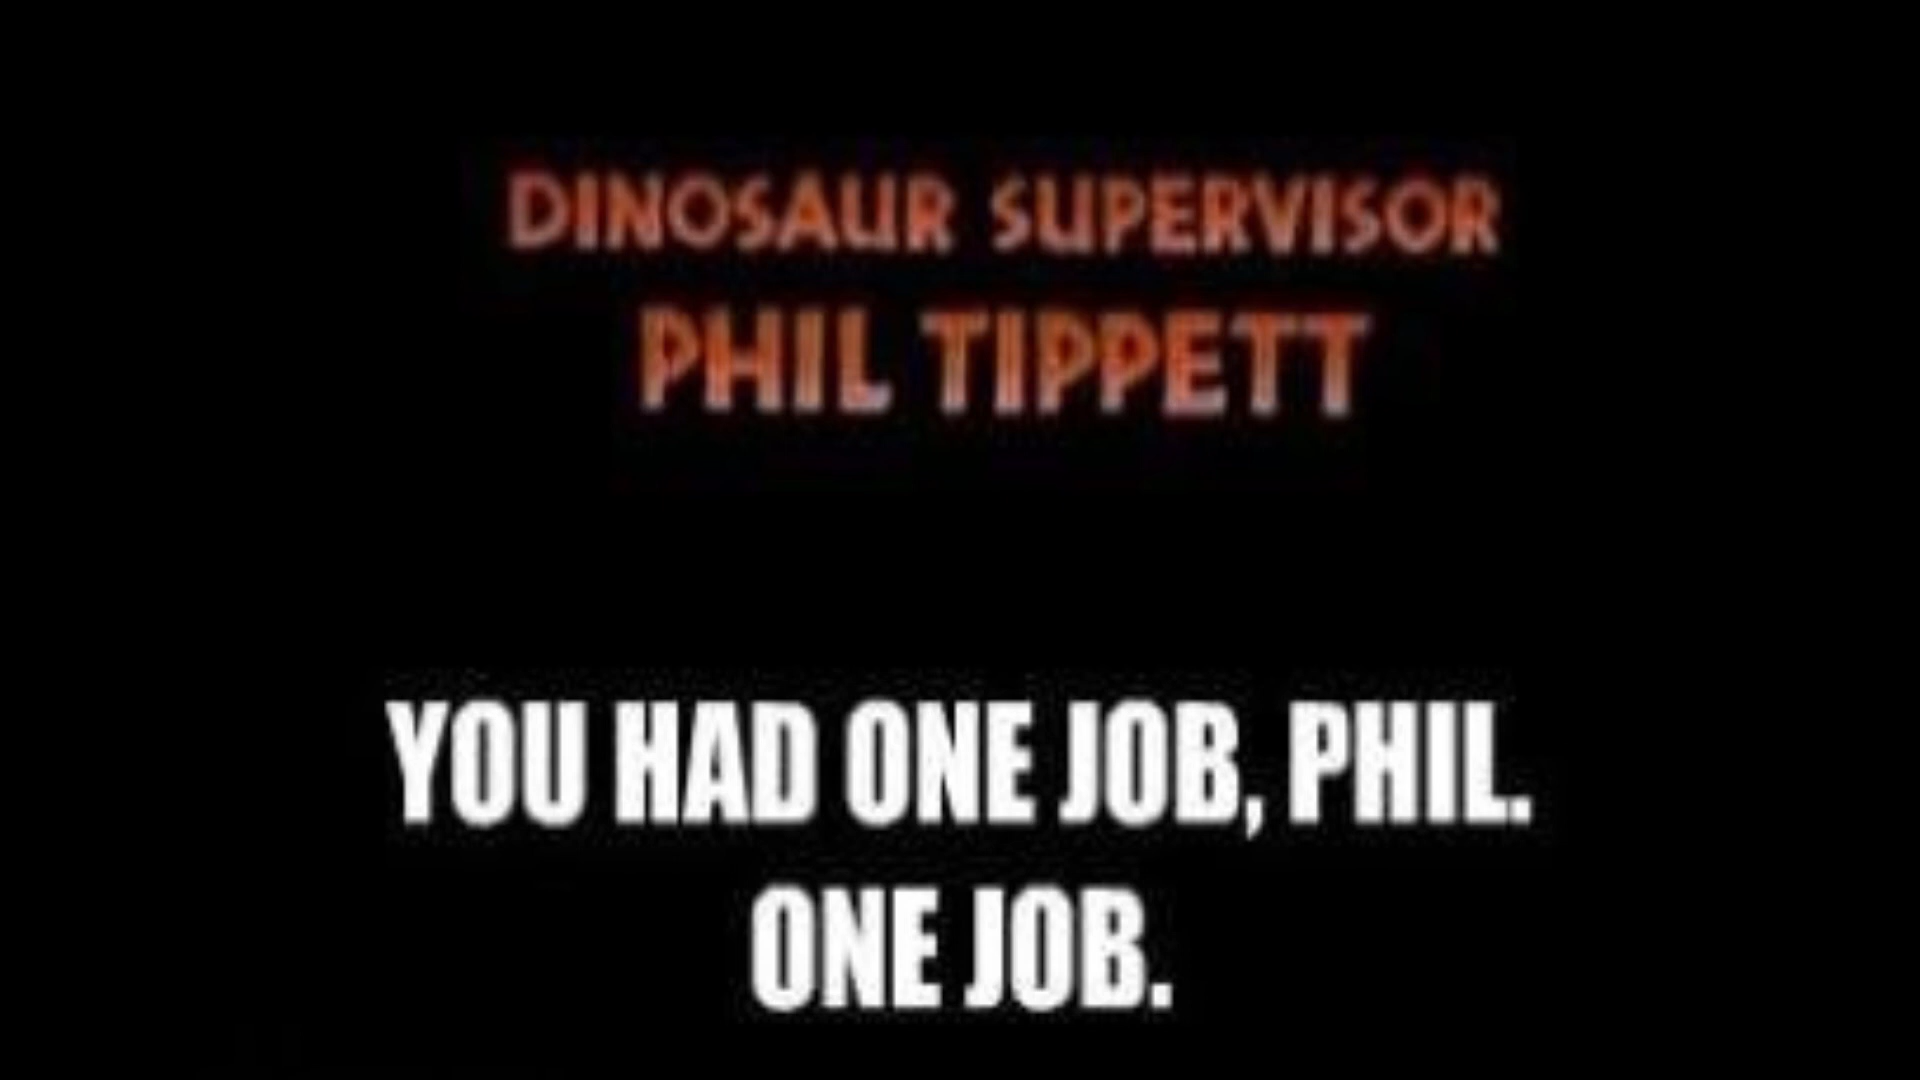 DINOSAUR SUPERVISOR
PHIL TIPPETT
YOU HAD ONE JOB, PHIL.
ONE JOB.